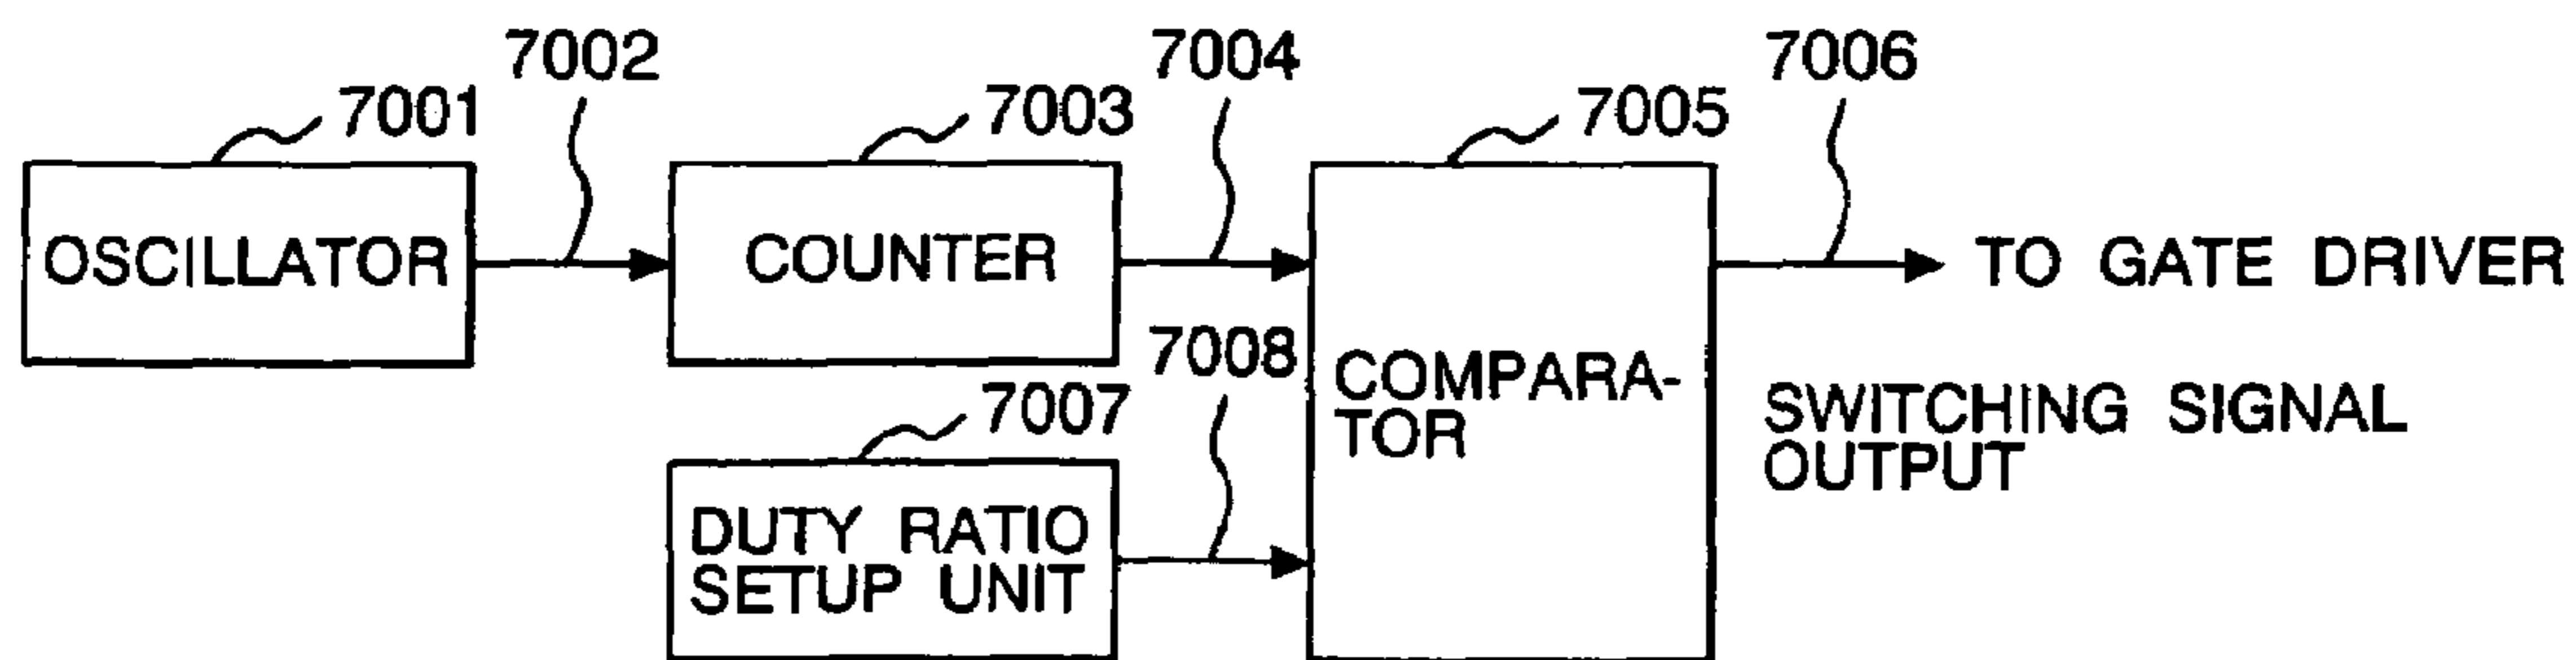 7002
7004
7006
7001
7003
7005
OSCILLATOR
COUNTER
TO GATE DRIVER
7008
COMPARA-
TOR
7007
SWITCHING SIGNAL
OUTPUT
DUTY RATIO
SETUP UNIT